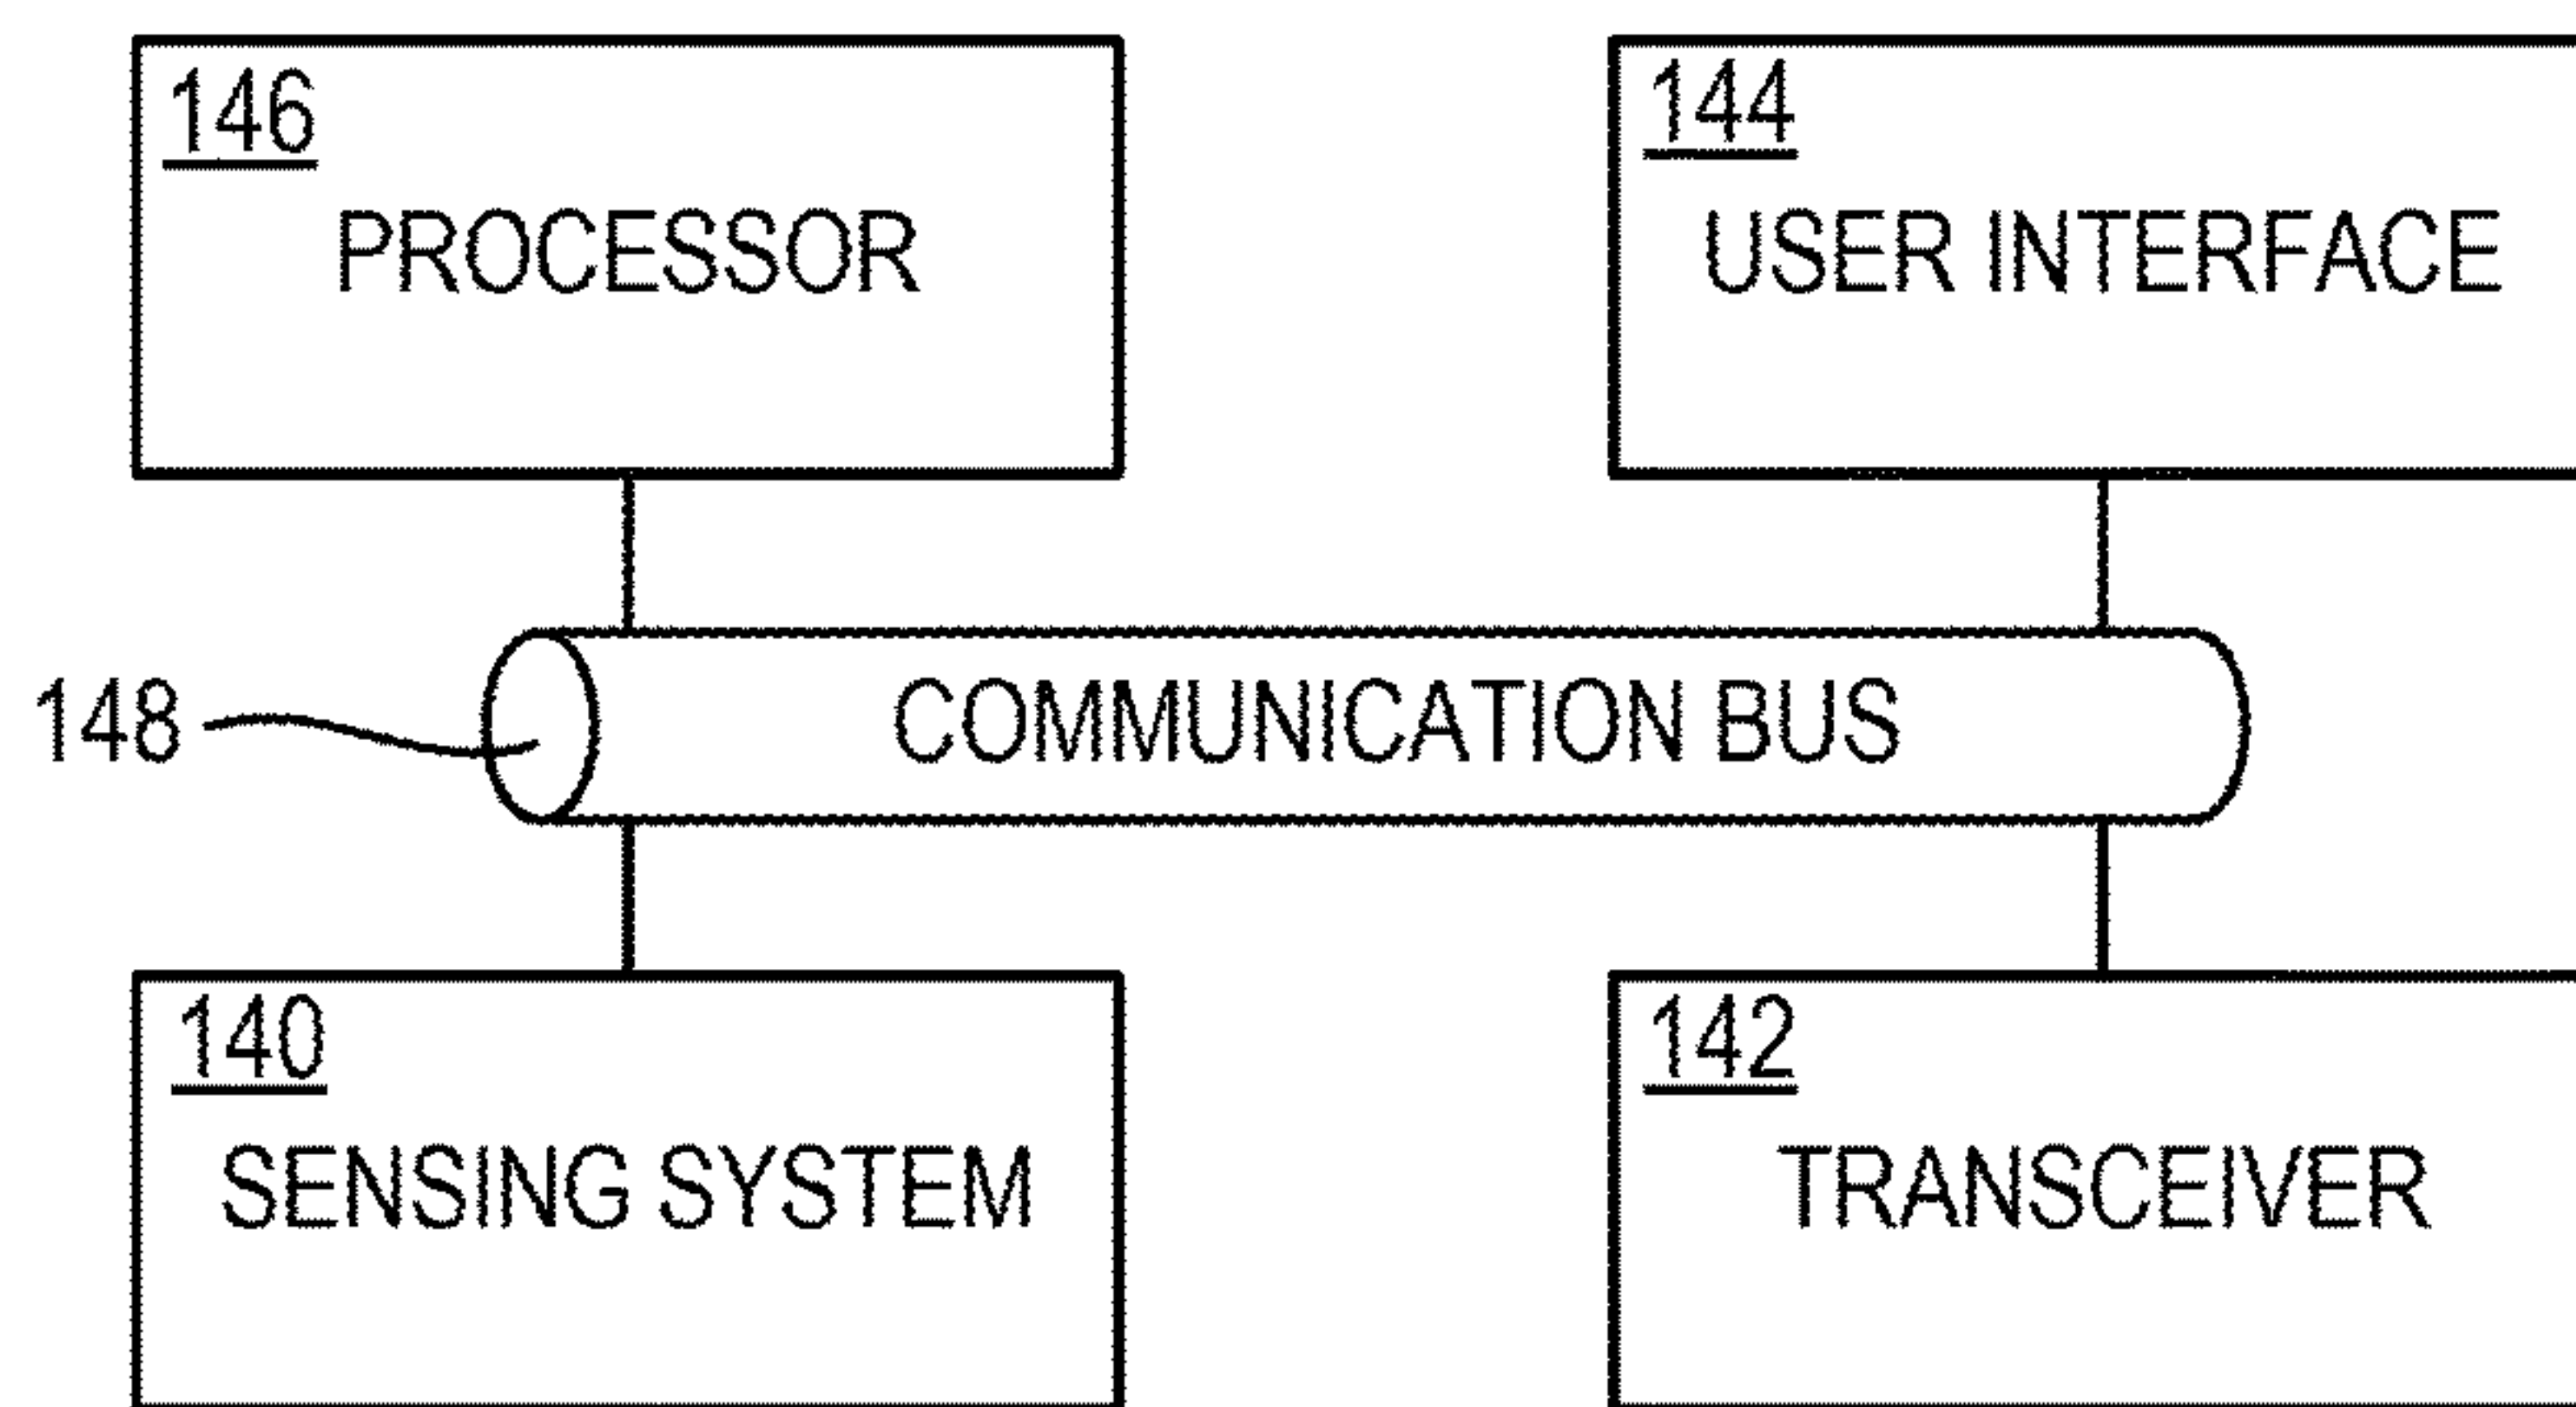 146
PROCESSOR
144
USER INTERFACE
148
COMMUNICATION BUS
140
SENSING SYSTEM
142
TRANSCEIVER